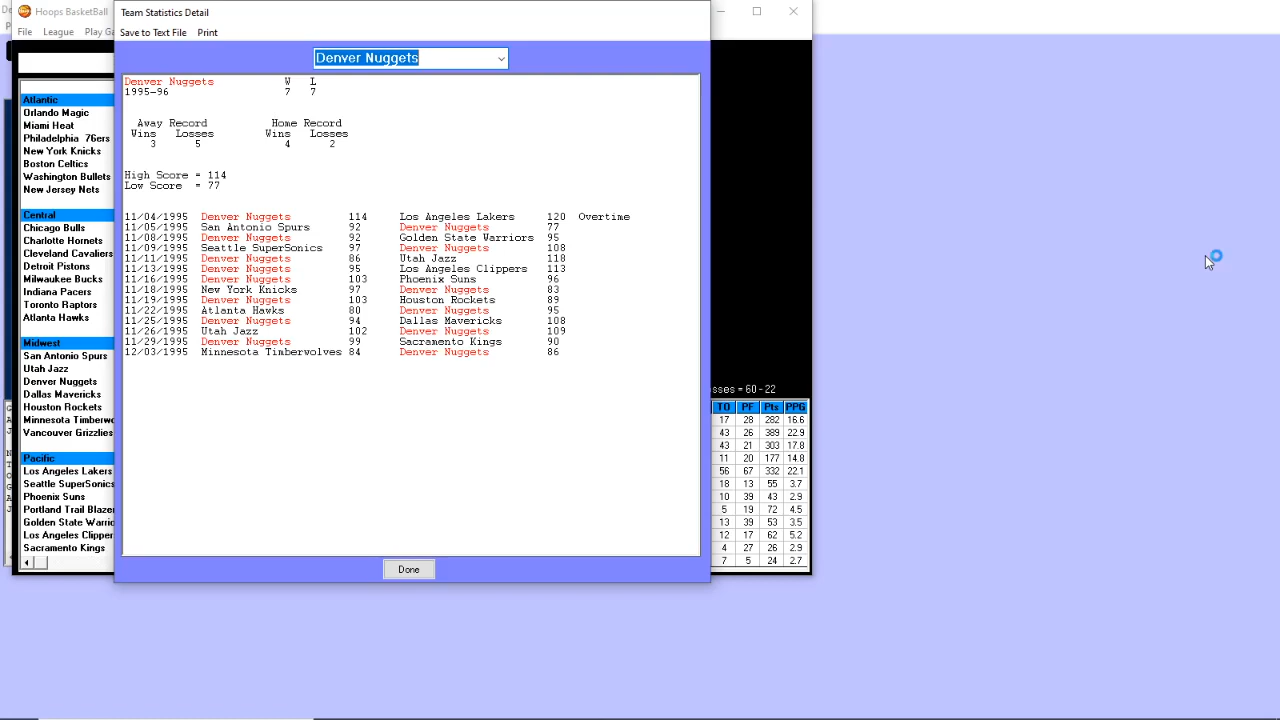 Hoops BasketBall
File League Play Ga
Team Statistics Detail
Save to Text File Print
Denver Nuggets
Denver Nuggets W L
1995-96 7 7
Away Record Home Record
Wins Losses Wins Losses
3 5 4 2
High Score = 114
Low Score = 77
11/04/1995 Denver Nuggets 114 Los Angeles Lakers 120 Overtime
11/05/1995 San Antonio Spurs 92 Denver Nuggets 77
11/08/1995 Denver Nuggets 92 Golden State Warriors 95
11/09/1995 Seattle SuperSonics 97 Denver Nuggets 108
11/11/1995 Denver Nuggets 86 Utah Jazz 118
11/13/1995 Denver Nuggets 95 Los Angeles Clippers 113
11/16/1995 Denver Nuggets 103 Phoenix Suns 96
11/18/1995 New York Knicks 97 Denver Nuggets 83
11/19/1995 Denver Nuggets 103 Houston Rockets 89
11/22/1995 Atlanta Hawks 80 Denver Nuggets 95
11/25/1995 Denver Nuggets 94 Dallas Mavericks 108
11/26/1995 Utah Jazz 102 Denver Nuggets 109
11/29/1995 Denver Nuggets 99 Sacramento Kings 90
12/03/1995 Minnesota Timberwolves 84 Denver Nuggets 86
Done
Atlantic
Orlando Magic
Miami Heat
Philadelphia 76ers
New York Knicks
Boston Celtics
Washington Bullets
New Jersey Nets
Central
Chicago Bulls
Charlotte Hornets
Cleveland Cavaliers
Detroit Pistons
Milwaukee Bucks
Indiana Pacers
Toronto Raptors
Atlanta Hawks
Midwest
San Antonio Spurs
Utah Jazz
Denver Nuggets
Dallas Mavericks
Houston Rockets
Minnesota Timberwo
Vancouver Grizzlies
Pacific
Los Angeles Lakers
Seattle SuperSonics
Phoenix Suns
Portland Trail Blazer
Golden State Warrio
Los Angeles Clipper
Sacramento Kings
sses = 60-22
TO PF Pts PPG
17 28 282 16.6
43 26 389 22.9
43 21 303 17.8
11 20 177 14.8
56 67 332 22.1
18 13 55 3.7
10 39 43 2.9
5 19 72 4.5
13 39 53 3.5
12 17 62 5.2
4 27 26 2.9
7 5 24 2.7